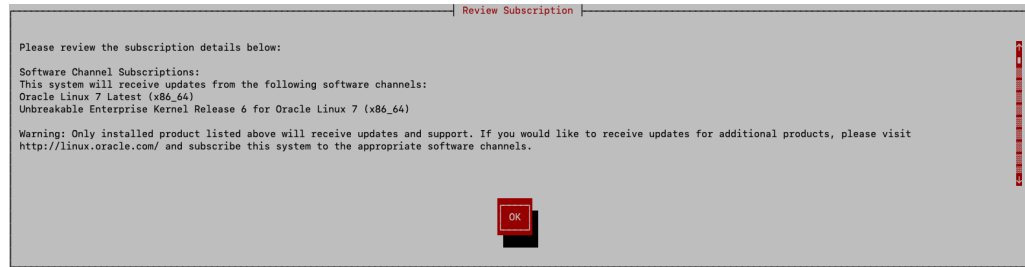 Review Subscription
Please review the subscription details below:
Software Channel Subscriptions:
This system will receive updates from the following software channels:
Oracle Linux 7 Latest (x86_64)
Unbreakable Enterprise Kernel Release 6 for Oracle Linux 7 (x86_64)
Warning: Only installed product listed above will receive updates and support. If you would like to receive updates for additional products, please visit
http://linux.oracle.com/ and subscribe this system to the appropriate software channels.
OK